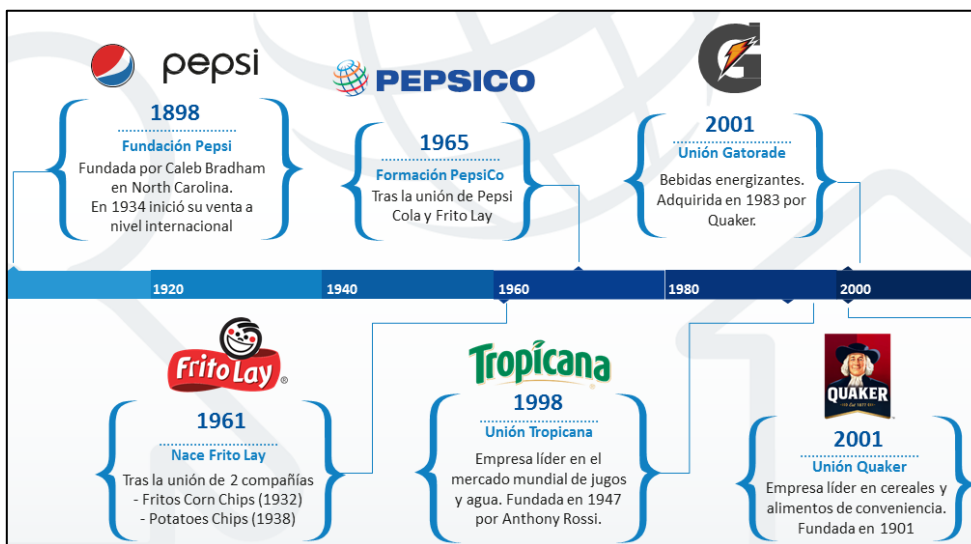 pepsi
1898
Fundación Pepsi
Fundada por Caleb Bradham
en North Carolina.
En 1934 inició su venta a
nivel internacional
PEPSICO
1965
Formación PepsiCo
Tras la unión de Pepsi
Cola y Frito Lay
G
2001
Unión Gatorade
Bebidas energizantes.
Adquirida en 1983 por
Quaker.
1920
1940
1960
1980
2000
Frito Lay ®
1961
Nace Frito Lay
Tras la unión de 2 compañías
- Fritos Corn Chips (1932)
- Potatoes Chips (1938)
Tropicana
1998
Unión Tropicana
Empresa líder en el
mercado mundial de jugos
y agua. Fundada en 1947
por Anthony Rossi.
QUAKER
2001
Unión Quaker
Empresa líder en cereales y
alimentos de conveniencia.
Fundada en 1901